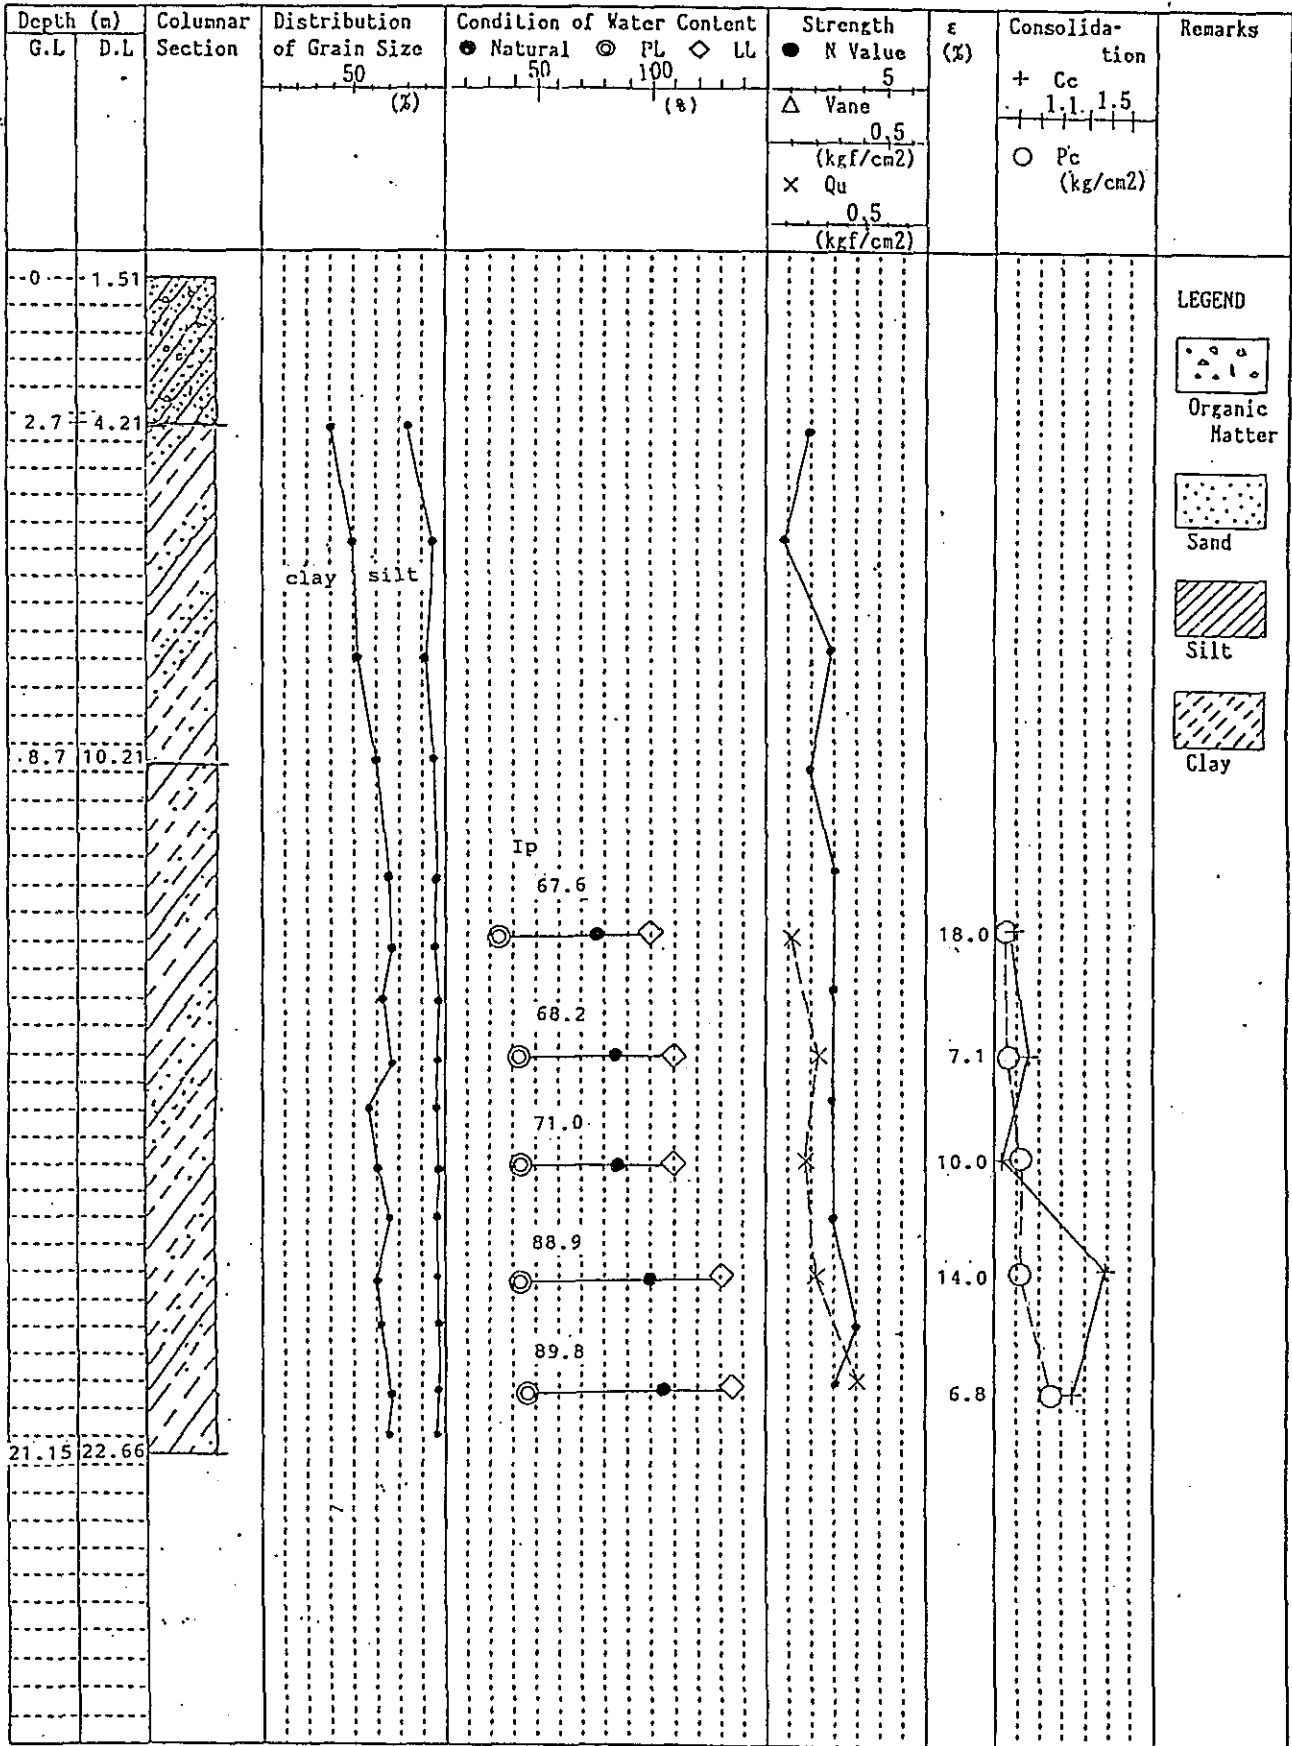 Depth (m)
G.L D.L
Columnar
Section
Distribution
of Grain Size
50
(%)
Condition of Water Content
● Natural ◎ PL ◇ LL
50 100
(%)
Strength
● N Value
5
△ Vane
0.5
(kgf/cm2)
× Qu
0.5
(kgf/cm2)
ε
(%)
Consolida-
tion
+ Cc
1.1 1.5
○ Pc
(kg/cm2)
Remarks
0 1.51
2.7 4.21
8.7 10.21
21.15 22.66
clay silt
Ip
67.6
68.2
71.0
88.9
89.8
18.0
7.1
10.0
14.0
6.8
LEGEND
Organic
Matter
Sand
Silt
Clay